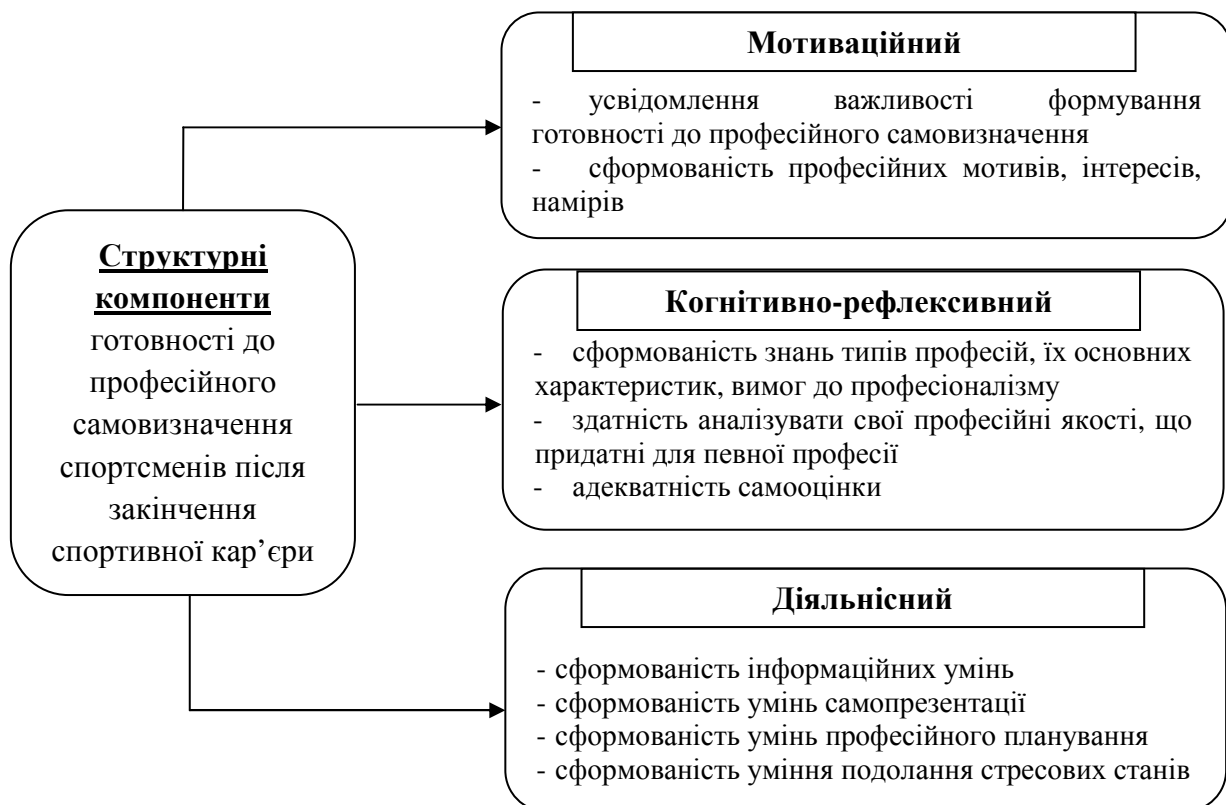 Структурні
компоненти
готовності до
професійного
самовизначення
спортсменів після
закінчення
спортивної кар’єри
Мотиваційний
- усвідомлення важливості формування
готовності до професійного самовизначення
- сформованість професійних мотивів, інтересів,
намірів
Когнітивно-рефлексивний
- сформованість знань типів професій, їх основних
характеристик, вимог до професіоналізму
- здатність аналізувати свої професійні якості, що
придатні для певної професії
- адекватність самооцінки
Діяльнісний
- сформованість інформаційних умінь
- сформованість умінь самопрезентації
- сформованість умінь професійного планування
- сформованість уміння подолання стресових станів